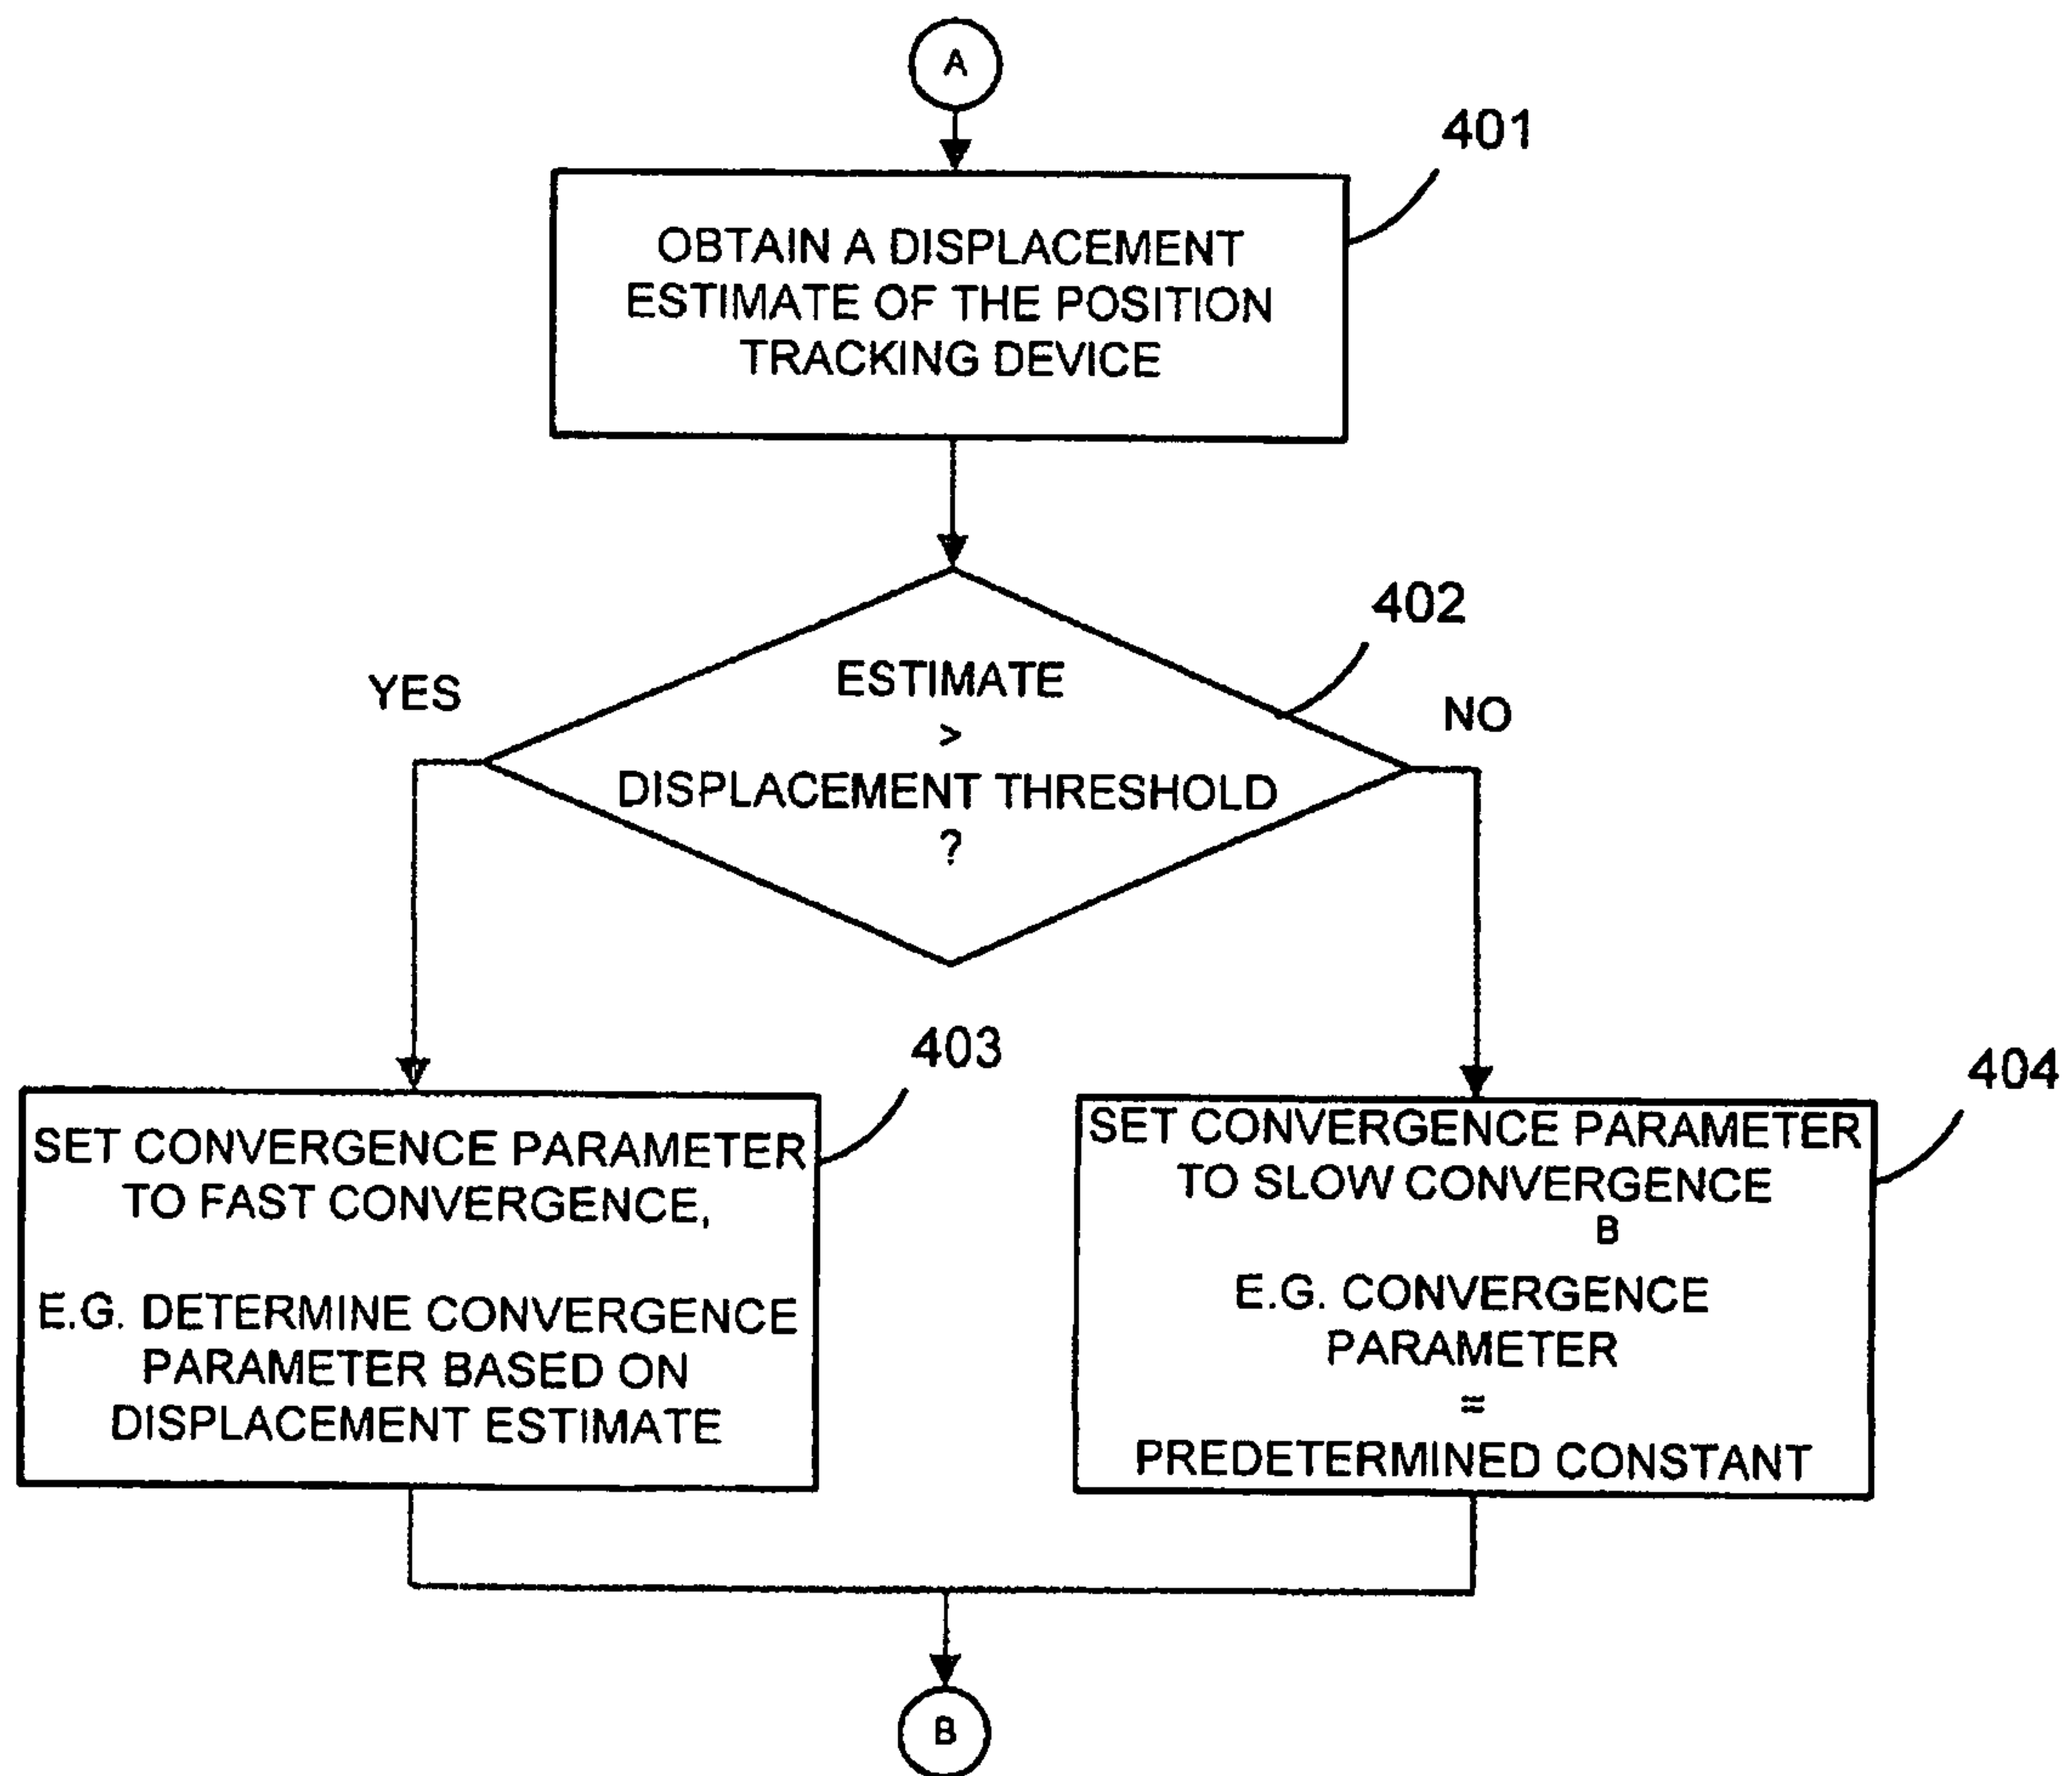 A
401
OBTAIN A DISPLACEMENT
ESTIMATE OF THE POSITION
TRACKING DEVICE
402
YES
ESTIMATE
>
DISPLACEMENT THRESHOLD
?
NO
403
SET CONVERGENCE PARAMETER
TO FAST CONVERGENCE,
E.G. DETERMINE CONVERGENCE
PARAMETER BASED ON
DISPLACEMENT ESTIMATE
404
SET CONVERGENCE PARAMETER
TO SLOW CONVERGENCE
B
E.G. CONVERGENCE
PARAMETER
=
PREDETERMINED CONSTANT
B